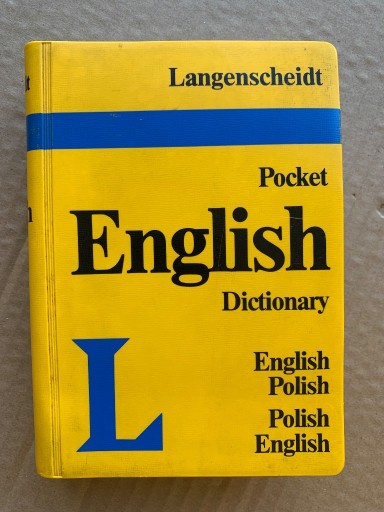 Langenscheidt
Pocket
English
Dictionary
L
English
Polish
Polish
English